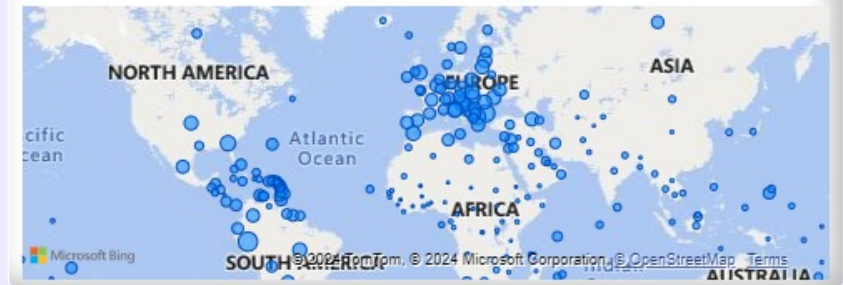 NORTH AMERICA
ASIA
EUROPE
cific
cean
Atlantic
Ocean
AFRICA
Microsoft Bing
SOUTH AMERICA
© 2024 TomTom, © 2024 Microsoft Corporation, © OpenStreetMap Terms
Indian
AUSTRALIA